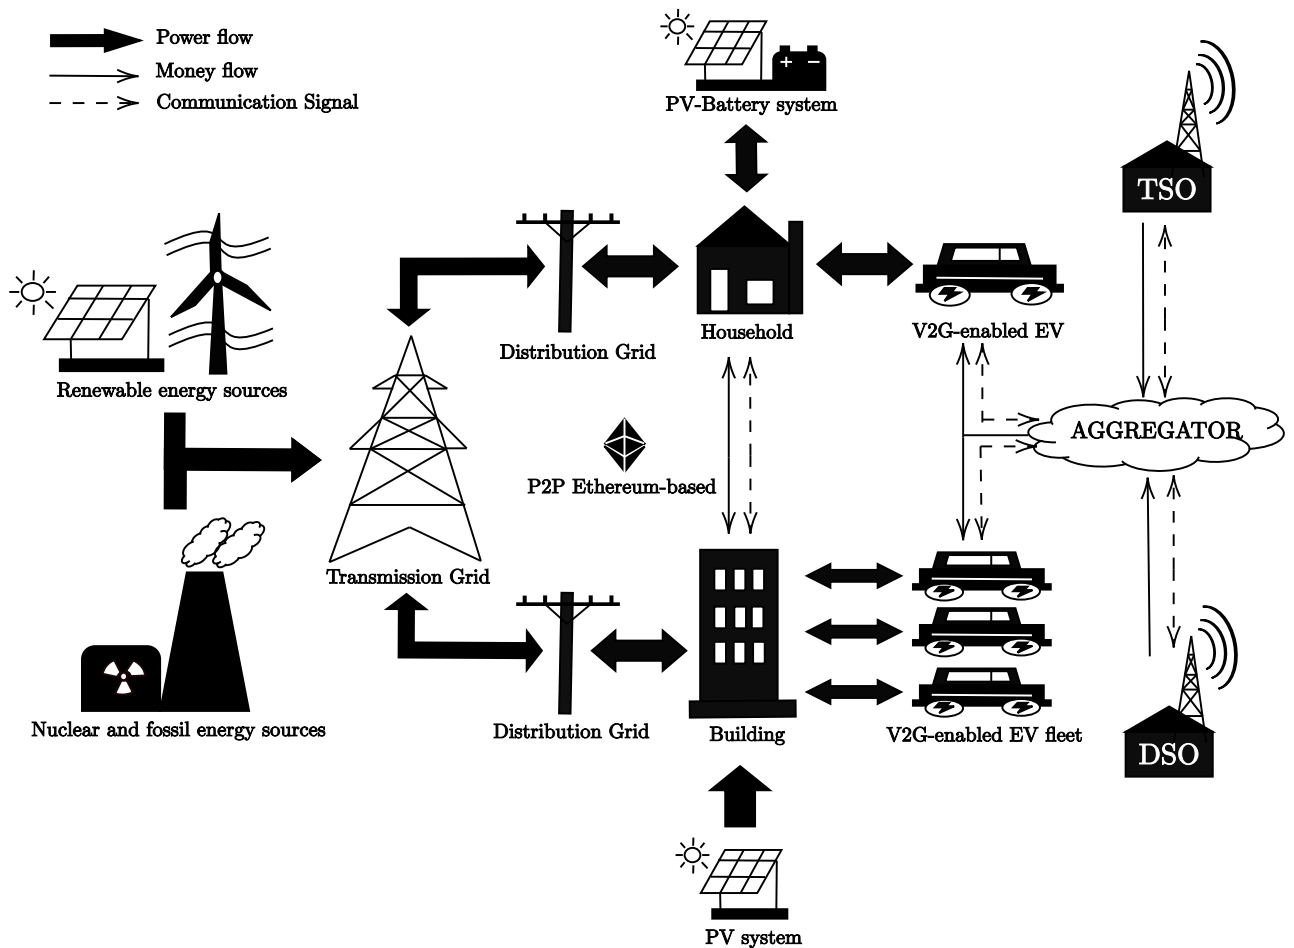 Power flow
Money flow
Communication Signal
PV-Battery system
TSO
Household
V2G-enabled EV
Distribution Grid
Renewable energy sources
AGGREGATOR
P2P Ethereum-based
Transmission Grid
Nuclear and fossil energy sources
Distribution Grid
Building
V2G-enabled EV fleet
DSO
PV system